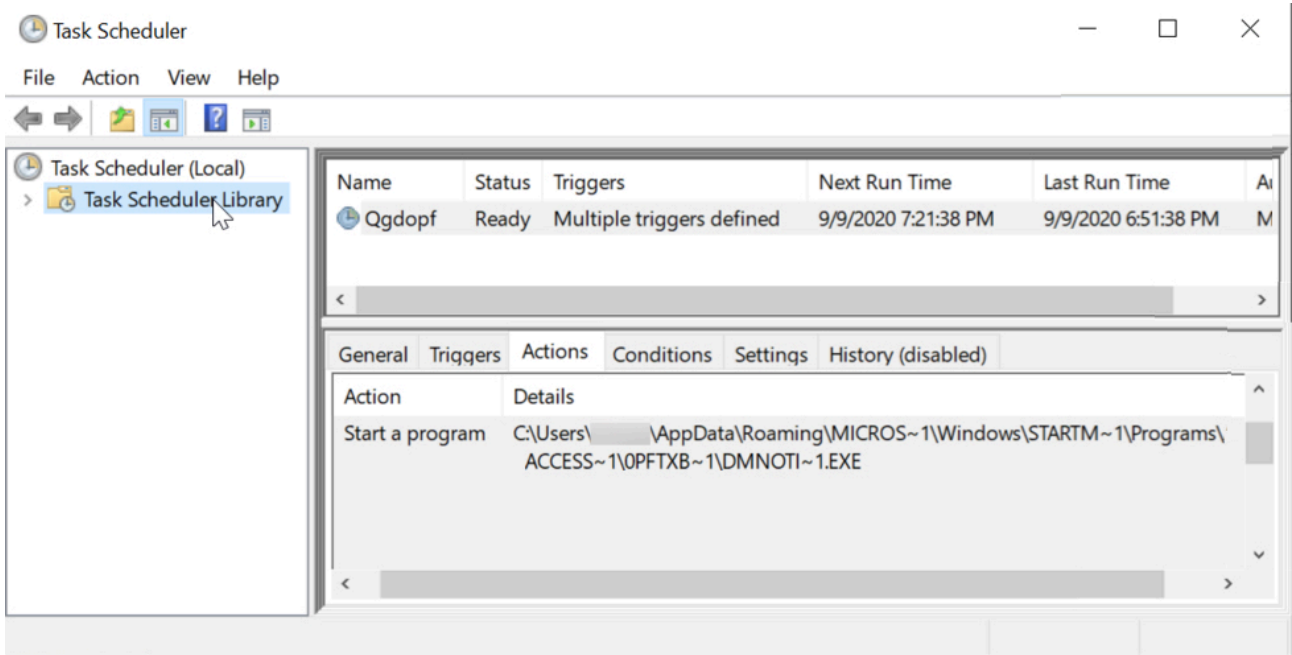 Task Scheduler
File Action View Help
Task Scheduler (Local)
Task Scheduler Library
Name Status Triggers Next Run Time Last Run Time
Qgdopf Ready Multiple triggers defined 9/9/2020 7:21:38 PM 9/9/2020 6:51:38 PM M
General Triggers Actions Conditions Settings History (disabled)
Action Details
Start a program C:\Users\ \AppData\Roaming\MICROS~1\Windows\STARTM~1\Programs\
ACCESS~1\0PFTXB~1\DMNOTI~1.EXE